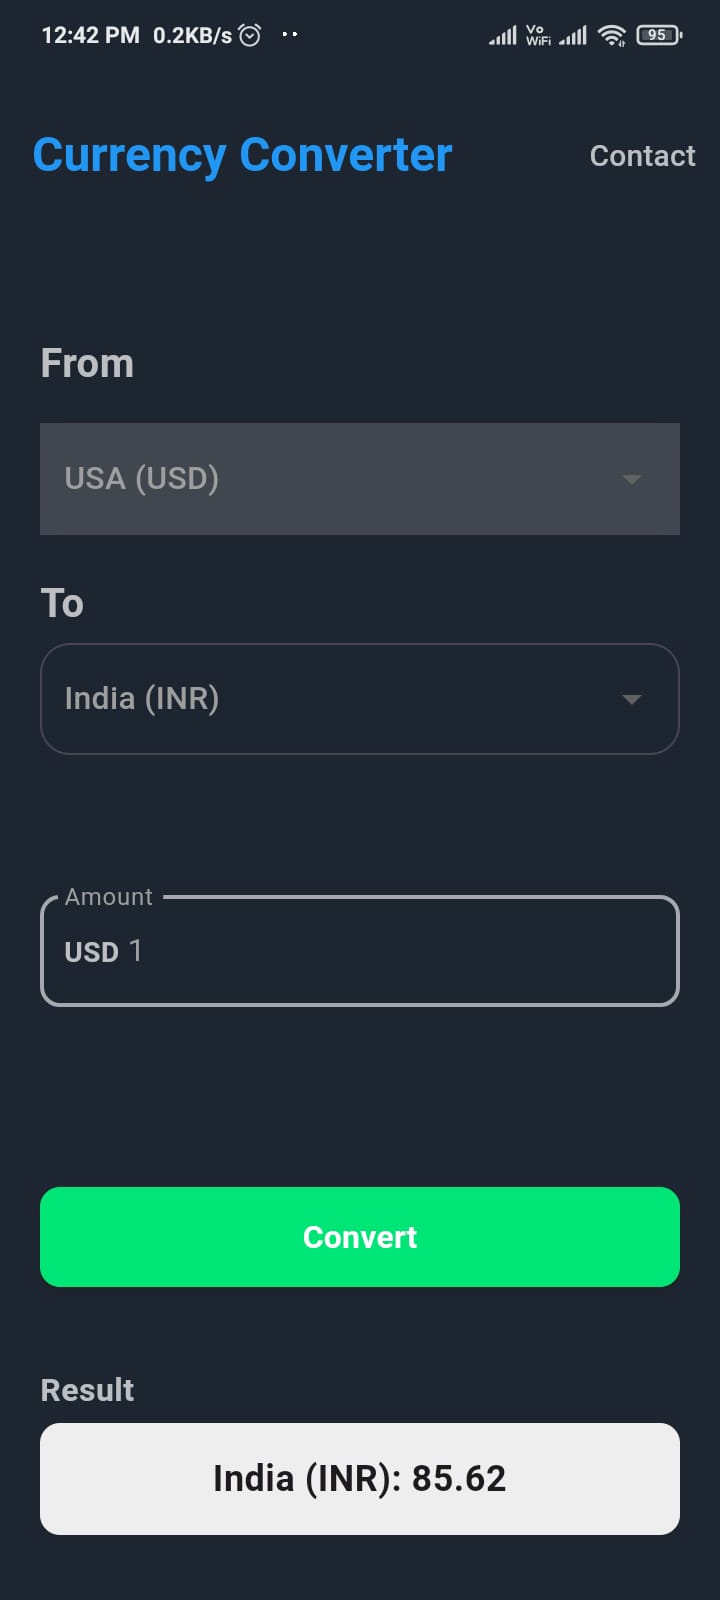 12:42 PM 0.2KB/s
Vo WiFi 95
Currency Converter
Contact
From
USA (USD)
To
India (INR)
Amount
USD 1
Convert
Result
India (INR): 85.62